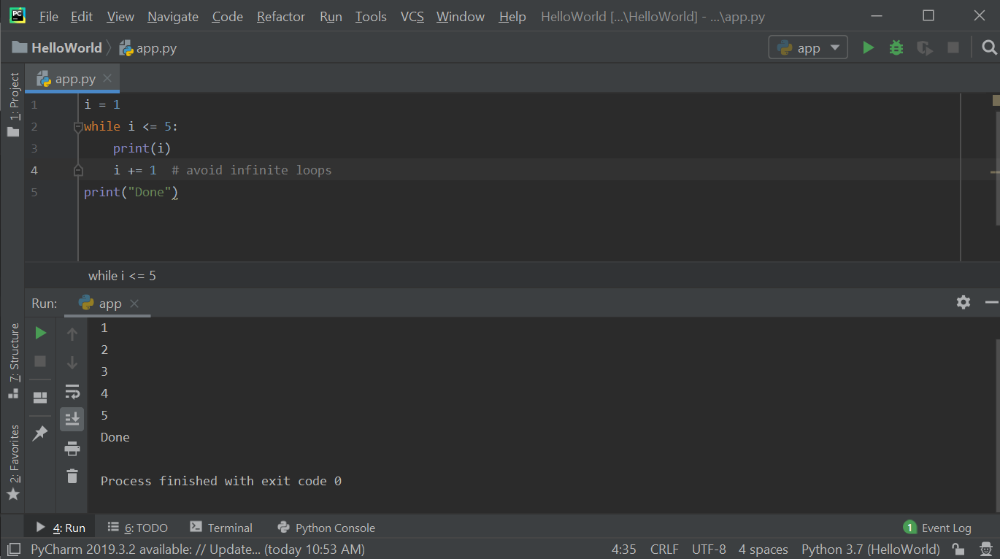 PC File Edit View Navigate Code Refactor Run Tools VCS Window Help HelloWorld [...\HelloWorld] - ...\app.py
HelloWorld app.py app
1: Project
app.py
1 i = 1
2 while i <= 5:
3     print(i)
4     i += 1  # avoid infinite loops
5 print("Done")
while i <= 5
Run: app
7: Structure
2: Favorites
1
2
3
4
5
Done
Process finished with exit code 0
4: Run 6: TODO Terminal Python Console 1 Event Log
PyCharm 2019.3.2 available: // Update... (today 10:53 AM) 4:35 CRLF UTF-8 4 spaces Python 3.7 (HelloWorld)